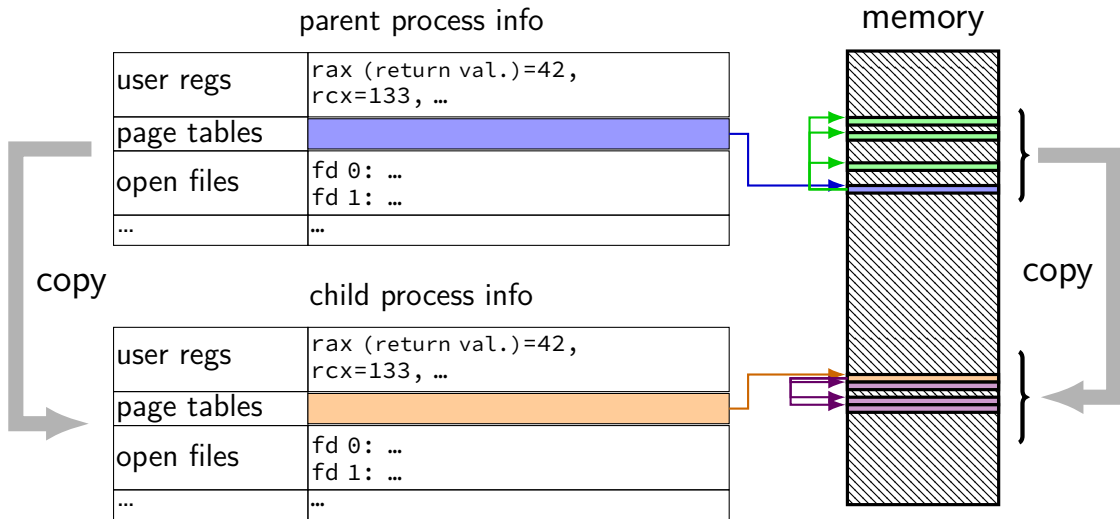 parent process info
memory
user regs
rax (return val.)=42,
rcx=133, …
page tables
open files
fd 0: …
fd 1: …
…
…
copy
copy
child process info
user regs
rax (return val.)=42,
rcx=133, …
page tables
open files
fd 0: …
fd 1: …
…
…